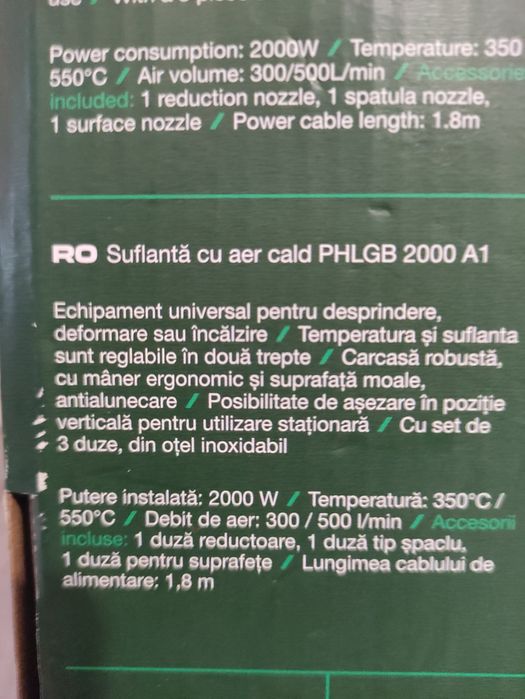 Power consumption: 2000W / Temperature: 350
550°C / Air volume: 300/500L/min / Accessorie
included: 1 reduction nozzle, 1 spatula nozzle,
1 surface nozzle / Power cable length: 1.8m
RO Suflantă cu aer cald PHLGB 2000 A1
Echipament universal pentru desprindere,
deformare sau încălzire / Temperatura și suflanta
sunt reglabile în două trepte / Carcasă robustă,
cu mâner ergonomic și suprafață moale,
antialunecare / Posibilitate de așezare în poziție
verticală pentru utilizare staționară / Cu set de
3 duze, din oțel inoxidabil
Putere instalată: 2000 W / Temperatură: 350°C /
550°C / Debit de aer: 300 / 500 l/min / Accesorii
incluse: 1 duză reductoare, 1 duză tip șpaclu,
1 duză pentru suprafețe / Lungimea cablului de
alimentare: 1,8 m